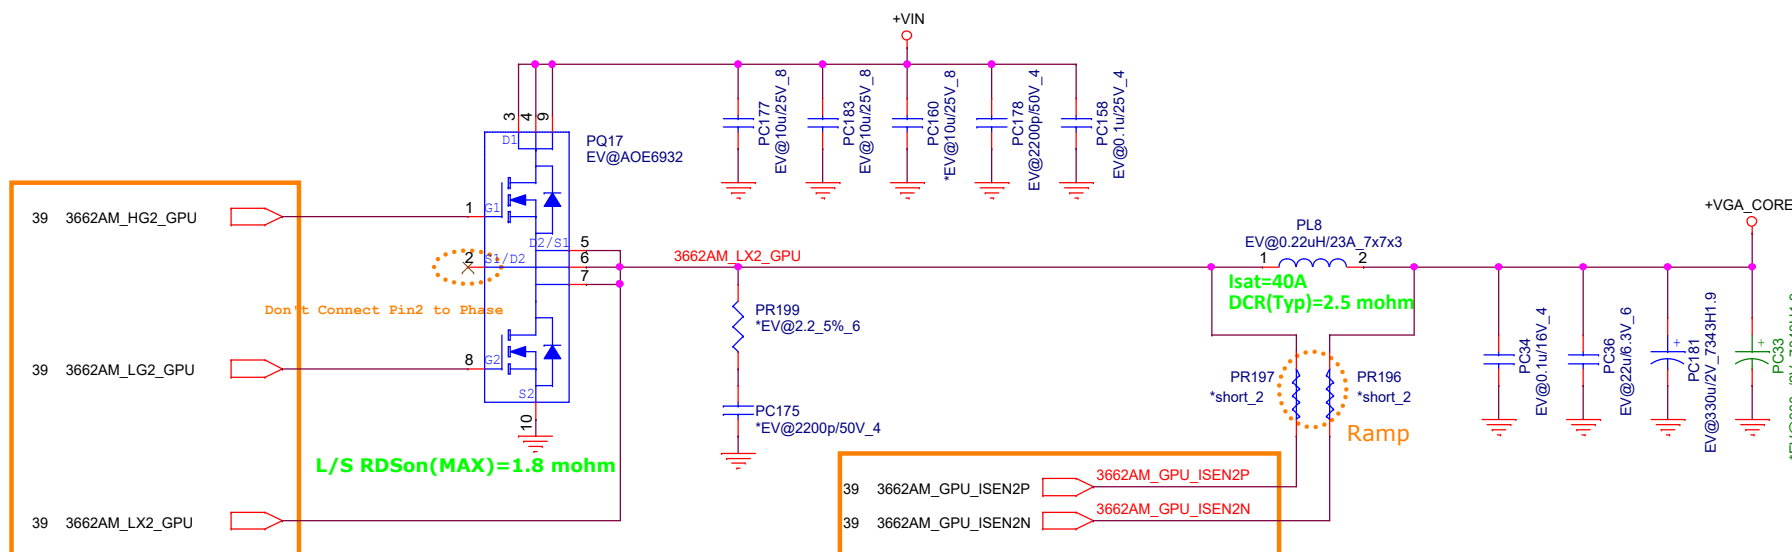 +VIN
3
4
9
D1
PQ17
EV@AOE6932
PC177
EV@10u/25V_8
PC183
EV@10u/25V_8
PC160
*EV@10u/25V_8
PC178
EV@2200p/50V_4
PC158
EV@0.1u/25V_4
39 3662AM_HG2_GPU
1
G1
D2/S1
5
6
7
2
S1/D2
3662AM_LX2_GPU
Don't Connect Pin2 to Phase
+VGA_CORE
PL8
EV@0.22uH/23A_7x7x3
1
2
Isat=40A
DCR(Typ)=2.5 mohm
PR199
*EV@2.2_5%_6
39 3662AM_LG2_GPU
8
G2
S2
10
PC175
*EV@2200p/50V_4
PR197
*short_2
PR196
*short_2
Ramp
PC34
EV@0.1u/16V_4
PC36
EV@22u/6.3V_6
+
PC181
EV@330u/2V_7343H1.9
+
PC33
L/S RDSon(MAX)=1.8 mohm
39 3662AM_GPU_ISEN2P
3662AM_GPU_ISEN2P
39 3662AM_GPU_ISEN2N
3662AM_GPU_ISEN2N
39 3662AM_LX2_GPU